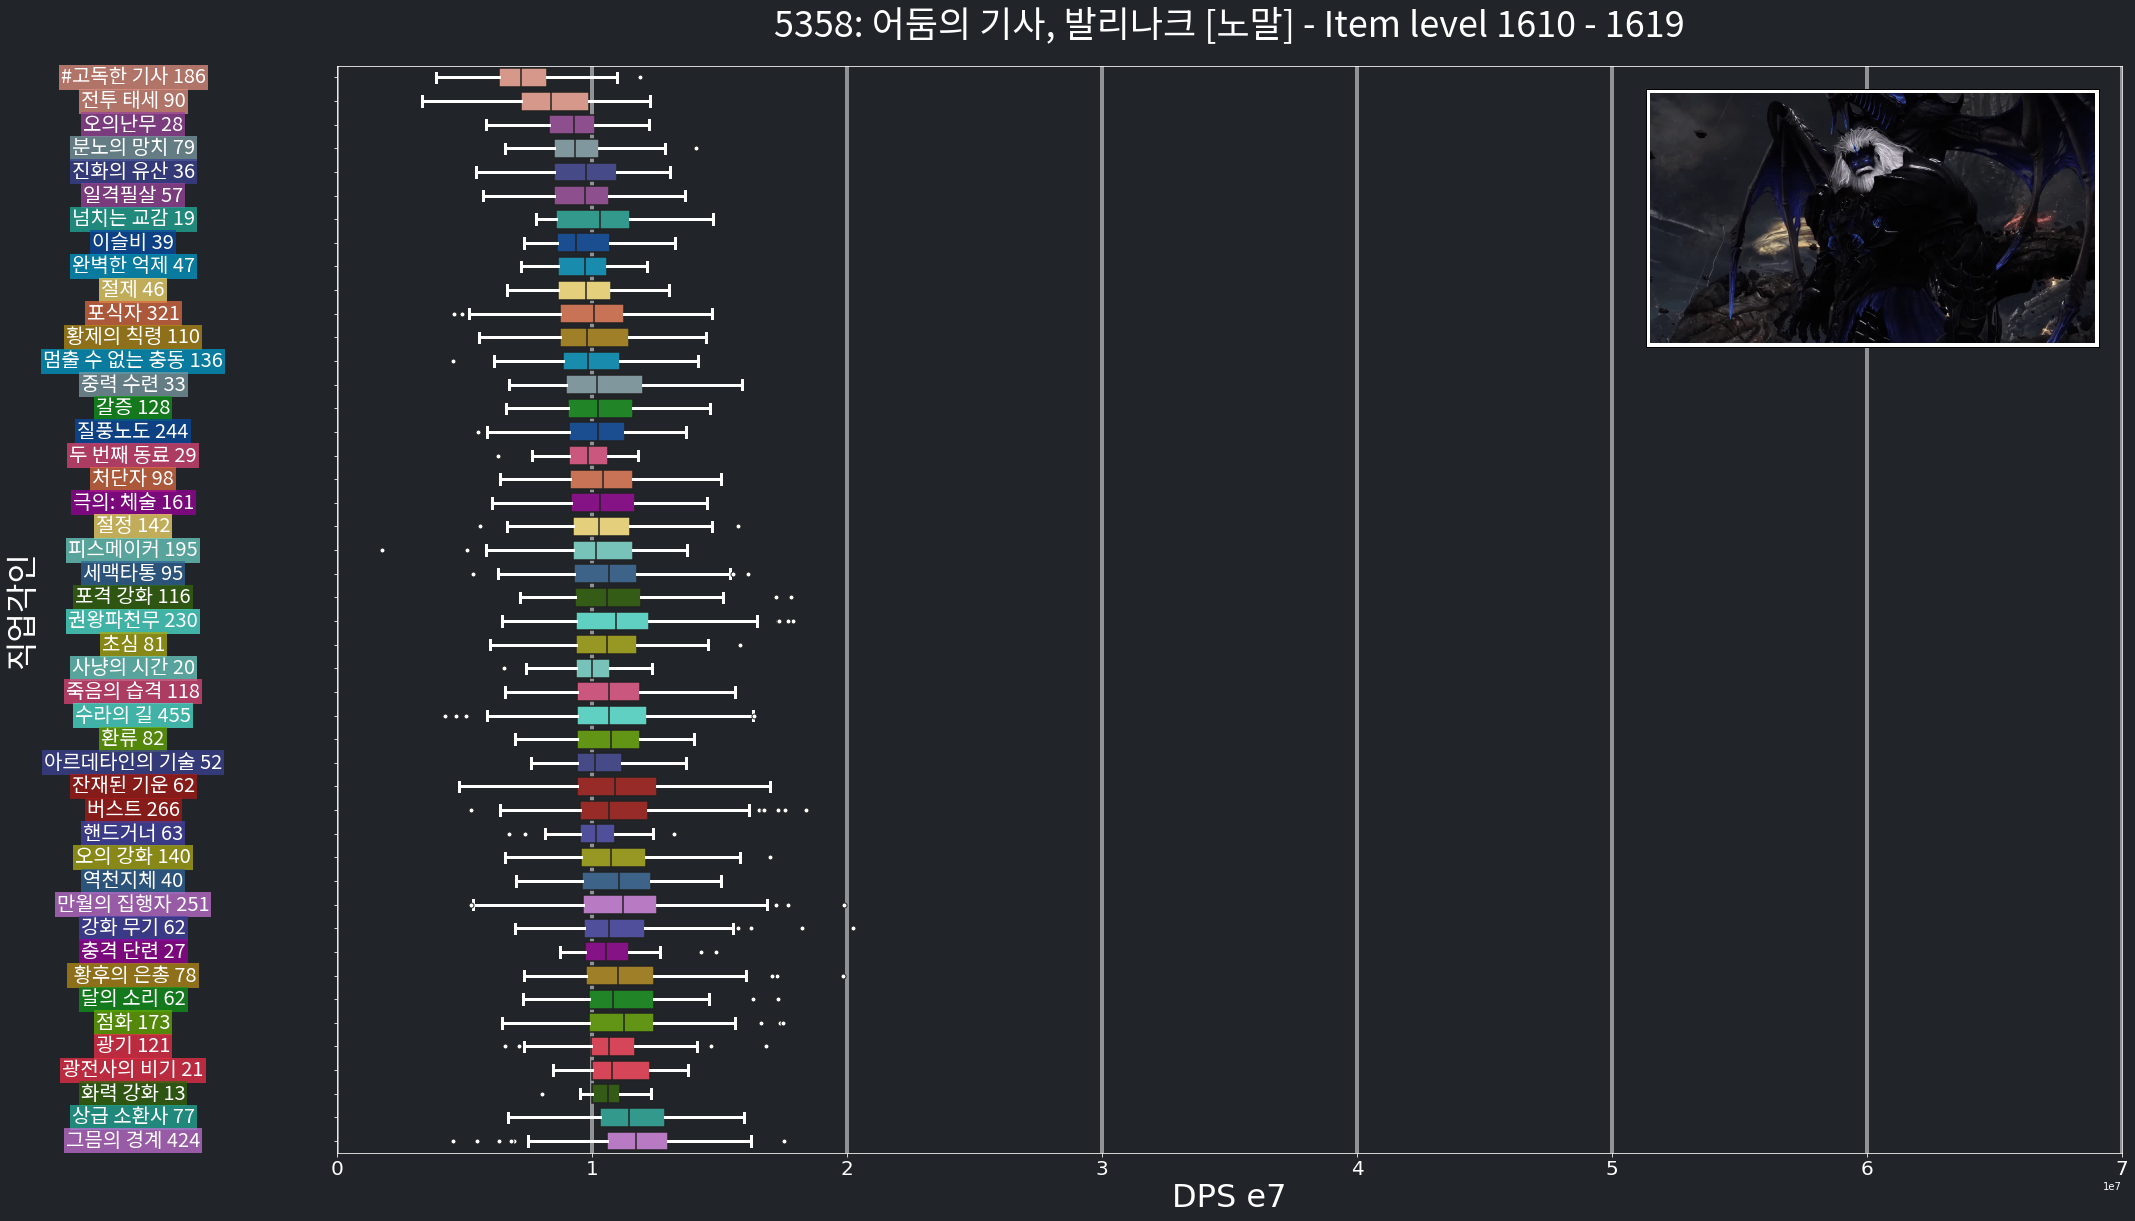 5358: 어둠의 기사, 발리나크 [노말] - Item level 1610 - 1619
직업각인
#고독한 기사 186
전투 태세 90
오의난무 28
분노의 망치 79
진화의 유산 36
일격필살 57
넘치는 교감 19
이슬비 39
완벽한 억제 47
절제 46
포식자 321
황제의 칙령 110
멈출 수 없는 충동 136
중력 수련 33
갈증 128
질풍노도 244
두 번째 동료 29
처단자 98
극의: 체술 161
절정 142
피스메이커 195
세맥타통 95
포격 강화 116
권왕파천무 230
초심 81
사냥의 시간 20
죽음의 습격 118
수라의 길 455
환류 82
아르데타인의 기술 52
잔재된 기운 62
버스트 266
핸드거너 63
오의 강화 140
역천지체 40
만월의 집행자 251
강화 무기 62
충격 단련 27
황후의 은총 78
달의 소리 62
점화 173
광기 121
광전사의 비기 21
화력 강화 13
상급 소환사 77
그믐의 경계 424
0 1 2 3 4 5 6 7
DPS e7
1e7